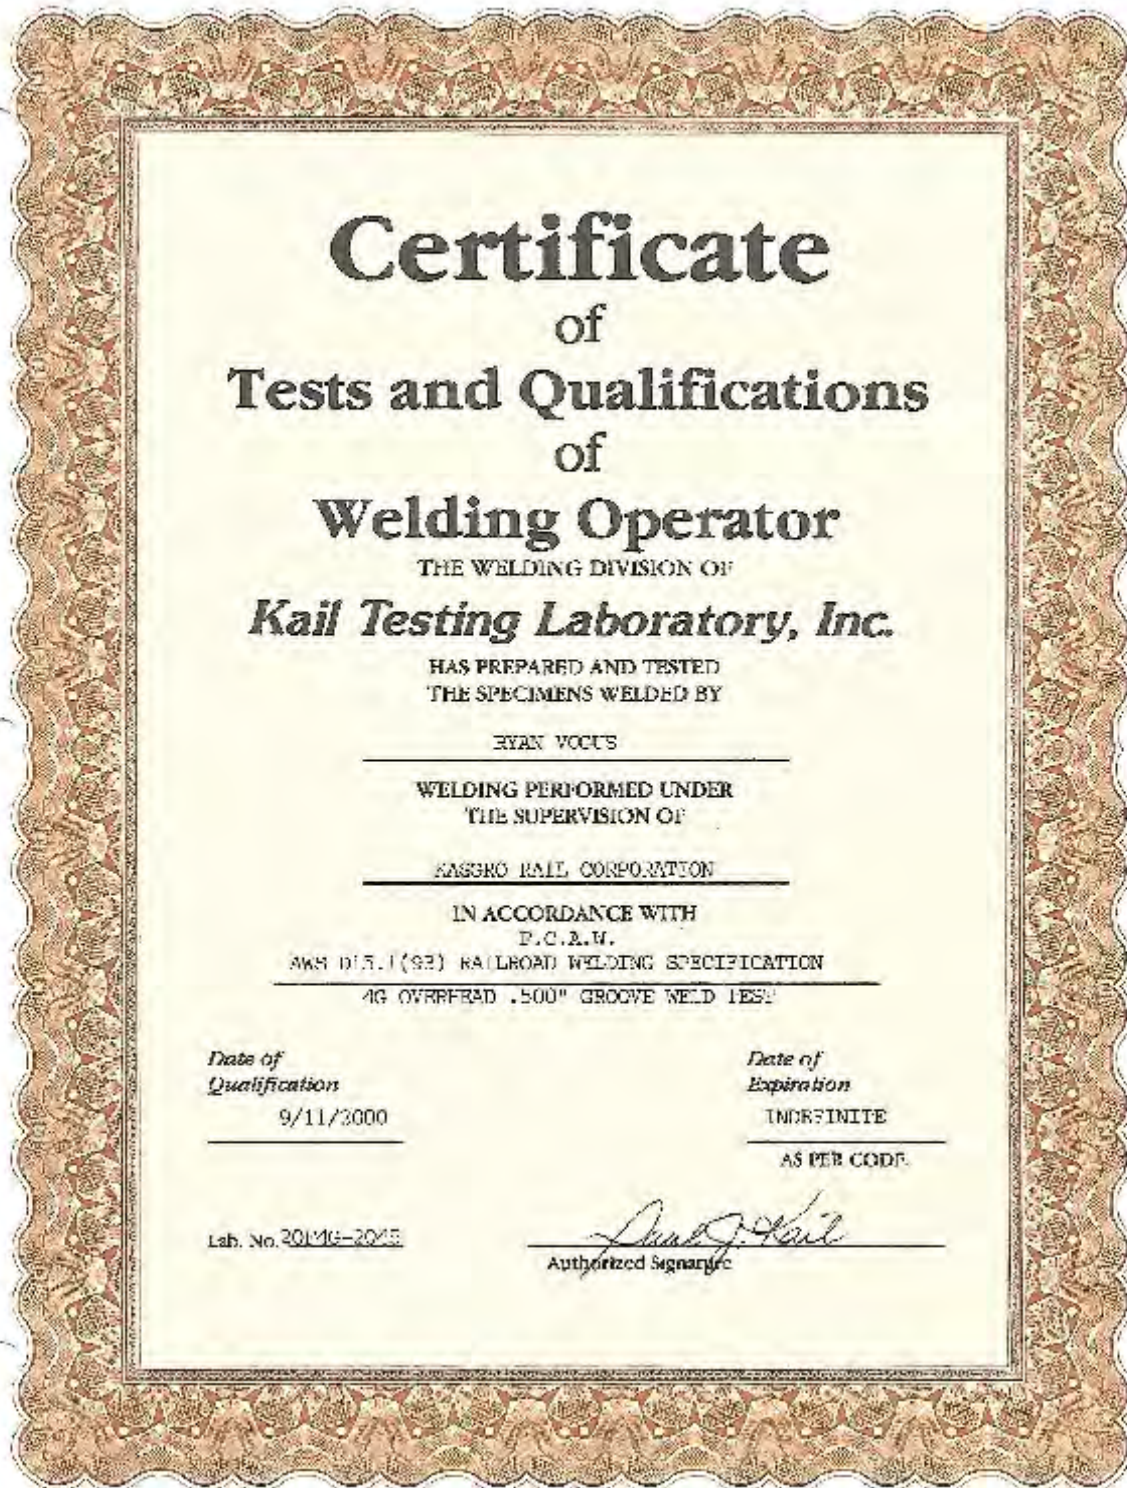 Certificate
of
Tests and Qualifications
of
Welding Operator
THE WELDING DIVISION OF
Kail Testing Laboratory, Inc.
HAS PREPARED AND TESTED
THE SPECIMENS WELDED BY
RYAN
WELDING PERFORMED UNDER
THE SUPERVISION OF
KASGRO RAIL CORPORATION
IN ACCORDANCE WITH
F.C.A.W.
AWS D15.1(93) RAILROAD WELDING SPECIFICATION
4G OVERHEAD .500" GROOVE WELD TEST
Date of
Qualification
Date of
Expiration
9/11/2000
INDEFINITE
AS PER CODE
Lab. No.
Authorized Signature